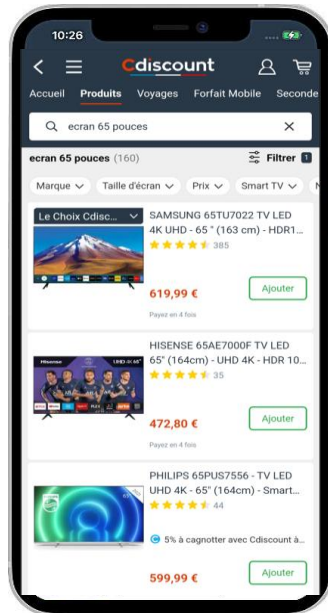 10:26
Cdiscount
Accueil Produits Voyages Forfait Mobile Seconde
ecran 65 pouces
ecran 65 pouces (160) Filtrer 1
Marque Taille d'écran Prix Smart TV
Le Choix Cdisc...
SAMSUNG 65TU7022 TV LED
4K UHD - 65 " (163 cm) - HDR1...
385
619,99 € Ajouter
Payez en 4 fois
Hisense UHD 4K 65"
HISENSE 65AE7000F TV LED
65" (164cm) - UHD 4K - HDR 10...
35
472,80 € Ajouter
Payez en 4 fois
PHILIPS 65PUS7556 - TV LED
UHD 4K - 65" (164cm) - Smart...
44
5% à cagnotter avec Cdiscount à...
599,99 € Ajouter